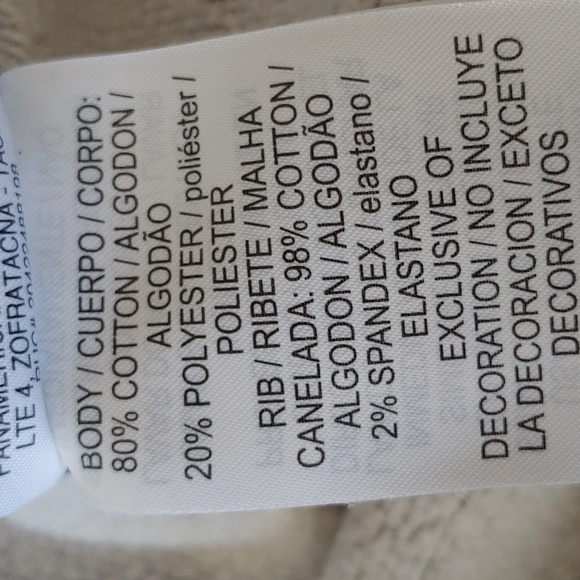 LTE 4, ZOFRATACNA - TAC
BODY / CUERPO / CORPO:
80% COTTON / ALGODON /
ALGODÃO
20% POLYESTER / poliéster /
POLIESTER
RIB / RIBETE / MALHA
CANELADA: 98% COTTON /
ALGODON / ALGODÃO
2% SPANDEX / elastano /
ELASTANO
EXCLUSIVE OF
DECORATION / NO INCLUYE
LA DECORACION / EXCETO
DECORATIVOS